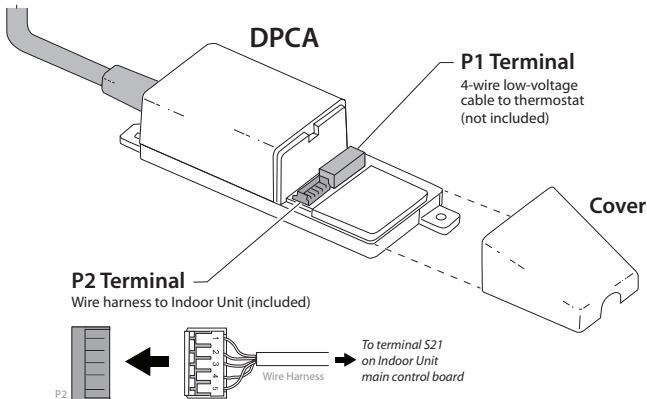 DPCA
P1 Terminal
4-wire low-voltage
cable to thermostat
(not included)
Cover
P2 Terminal
Wire harness to Indoor Unit (included)
P2
1
2
3
4
5
Wire Harness
To terminal S21
on Indoor Unit
main control board